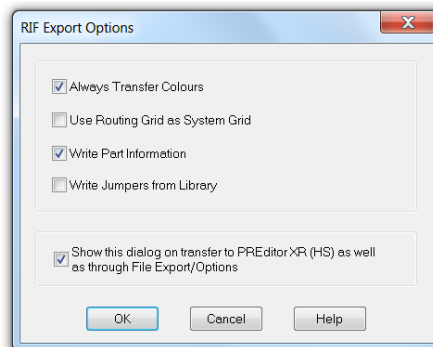 RIF Export Options
Always Transfer Colours
Use Routing Grid as System Grid
Write Part Information
Write Jumpers from Library
Show this dialog on transfer to PREditor XR (HS) as well
as through File Export/Options
OK Cancel Help